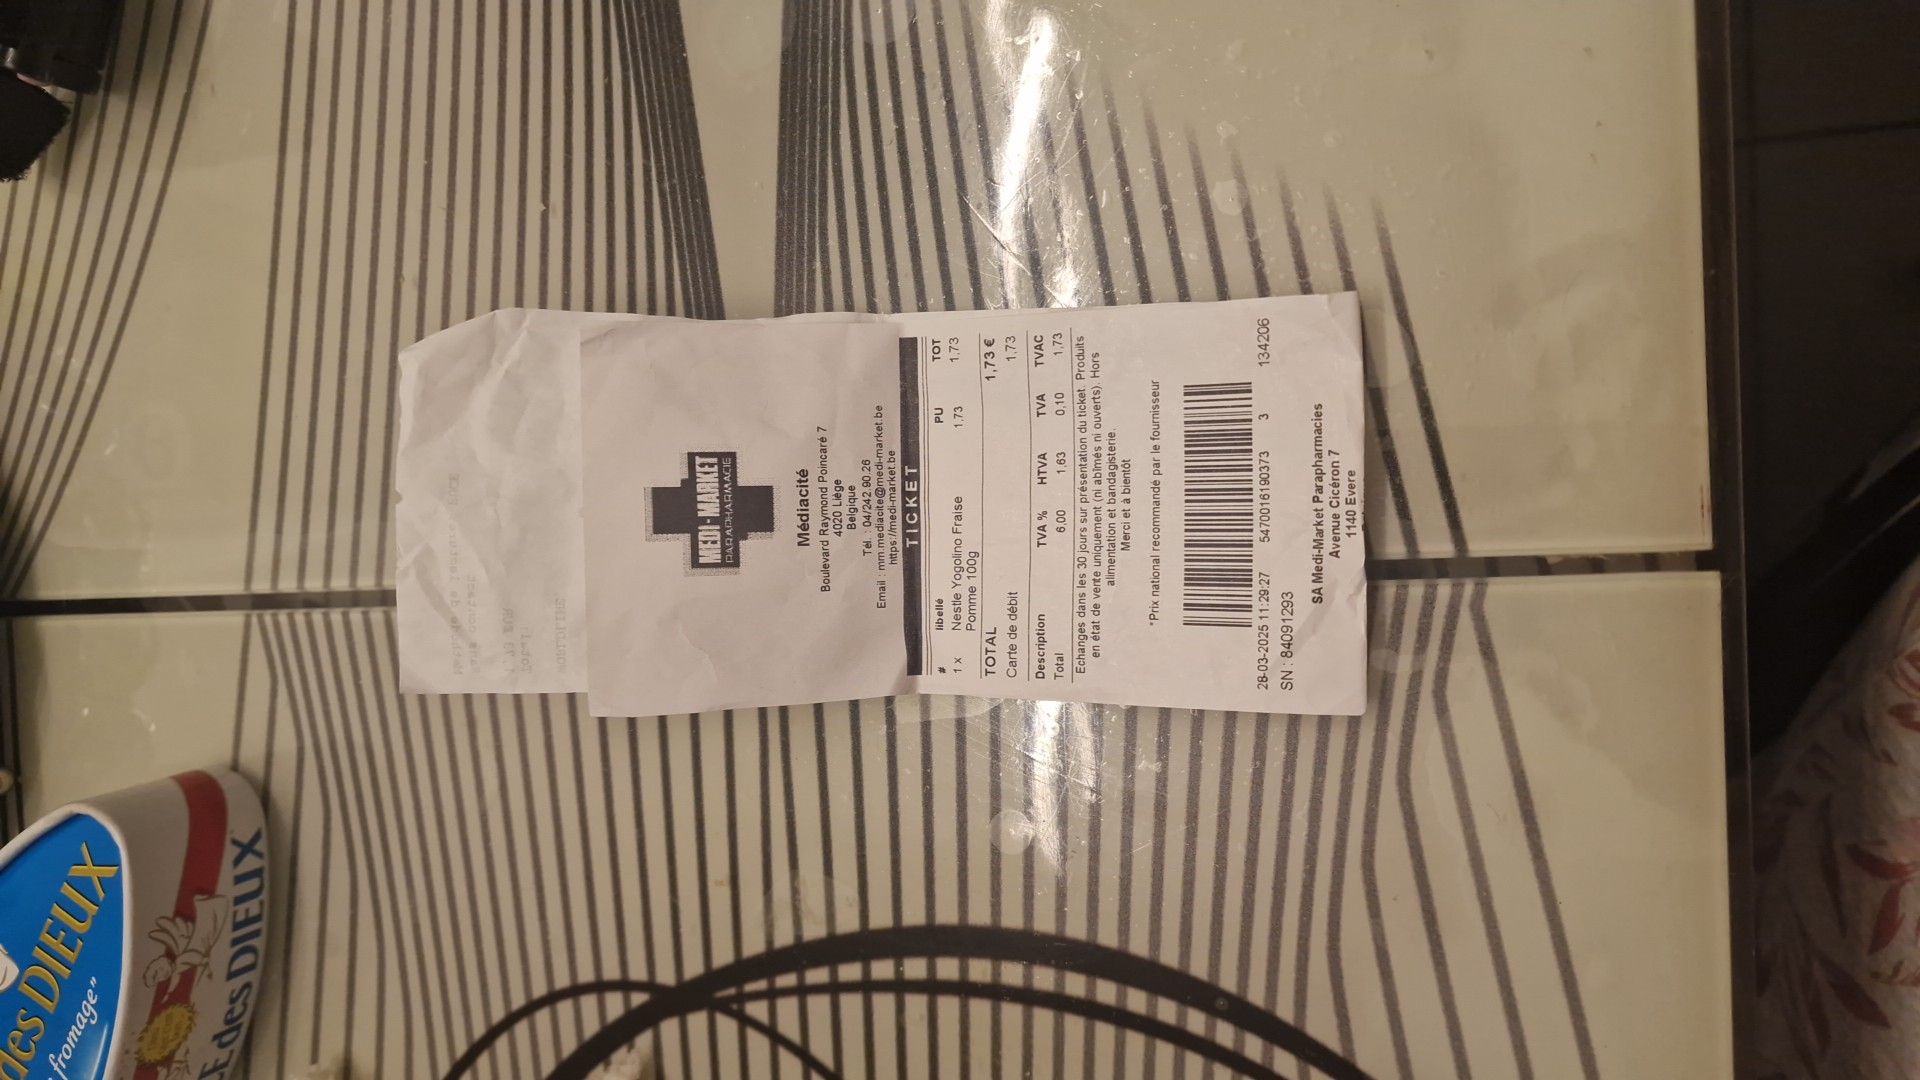 MEDI-MARKET
PARAPHARMACIE
Médiacité
Boulevard Raymond Poincaré 7
4020 Liège
Belgique
Tél. : 04/242.90.26
Email : mm.mediacite@medi-market.be
https://medi-market.be
TICKET
# libellé PU TOT
1 x Nestle Yogolino Fraise 1,73 1,73
Pomme 100g
TOTAL 1,73 €
Carte de débit 1,73
Description TVA % HTVA TVA TVAC
Total 6,00 1,63 0,10 1,73
Echanges dans les 30 jours sur présentation du ticket. Produits
en état de vente uniquement (ni abîmés ni ouverts). Hors
alimentation et bandagisterie.
Merci et à bientôt
*Prix national recommandé par le fournisseur
28-03-2025 11:29:27 5470016190373 3 134206
SN : 84091293
SA Medi-Market Parapharmacies
Avenue Cicéron 7
1140 Evere
des DIEUX
fromage"
E des DIEUX